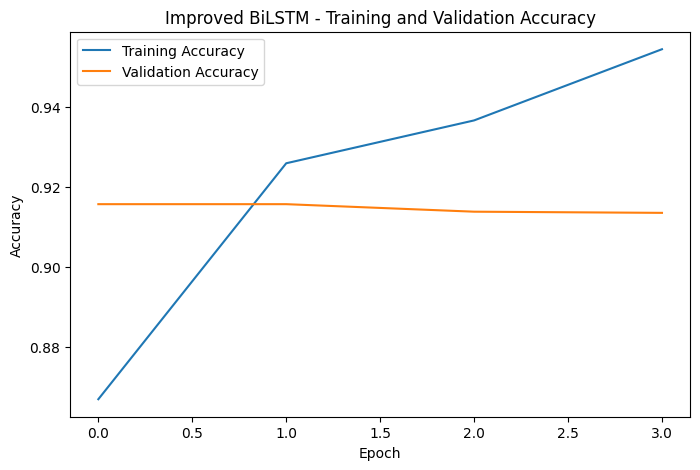 Improved BiLSTM - Training and Validation Accuracy
Training Accuracy
Validation Accuracy
Accuracy
0.94
0.92
0.90
0.88
0.0 0.5 1.0 1.5 2.0 2.5 3.0
Epoch